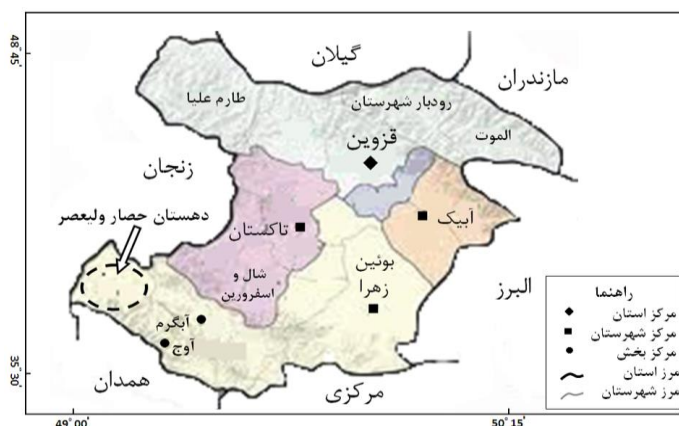 گیلان
مازندران
48° 45'
طارم علیا
رودبار شهرستان
الموت
قزوین
زنجان
دهستان حصار ولیعصر
تاکستان
آبیک
بوئین
زهرا
شال و
اسفرورین
البرز
آبگرم
آوج
همدان
مرکزی
35° 30'
49° 00'
50° 15'
راهنما
مرکز استان
مرکز شهرستان
مرکز بخش
مرز استان
مرز شهرستان